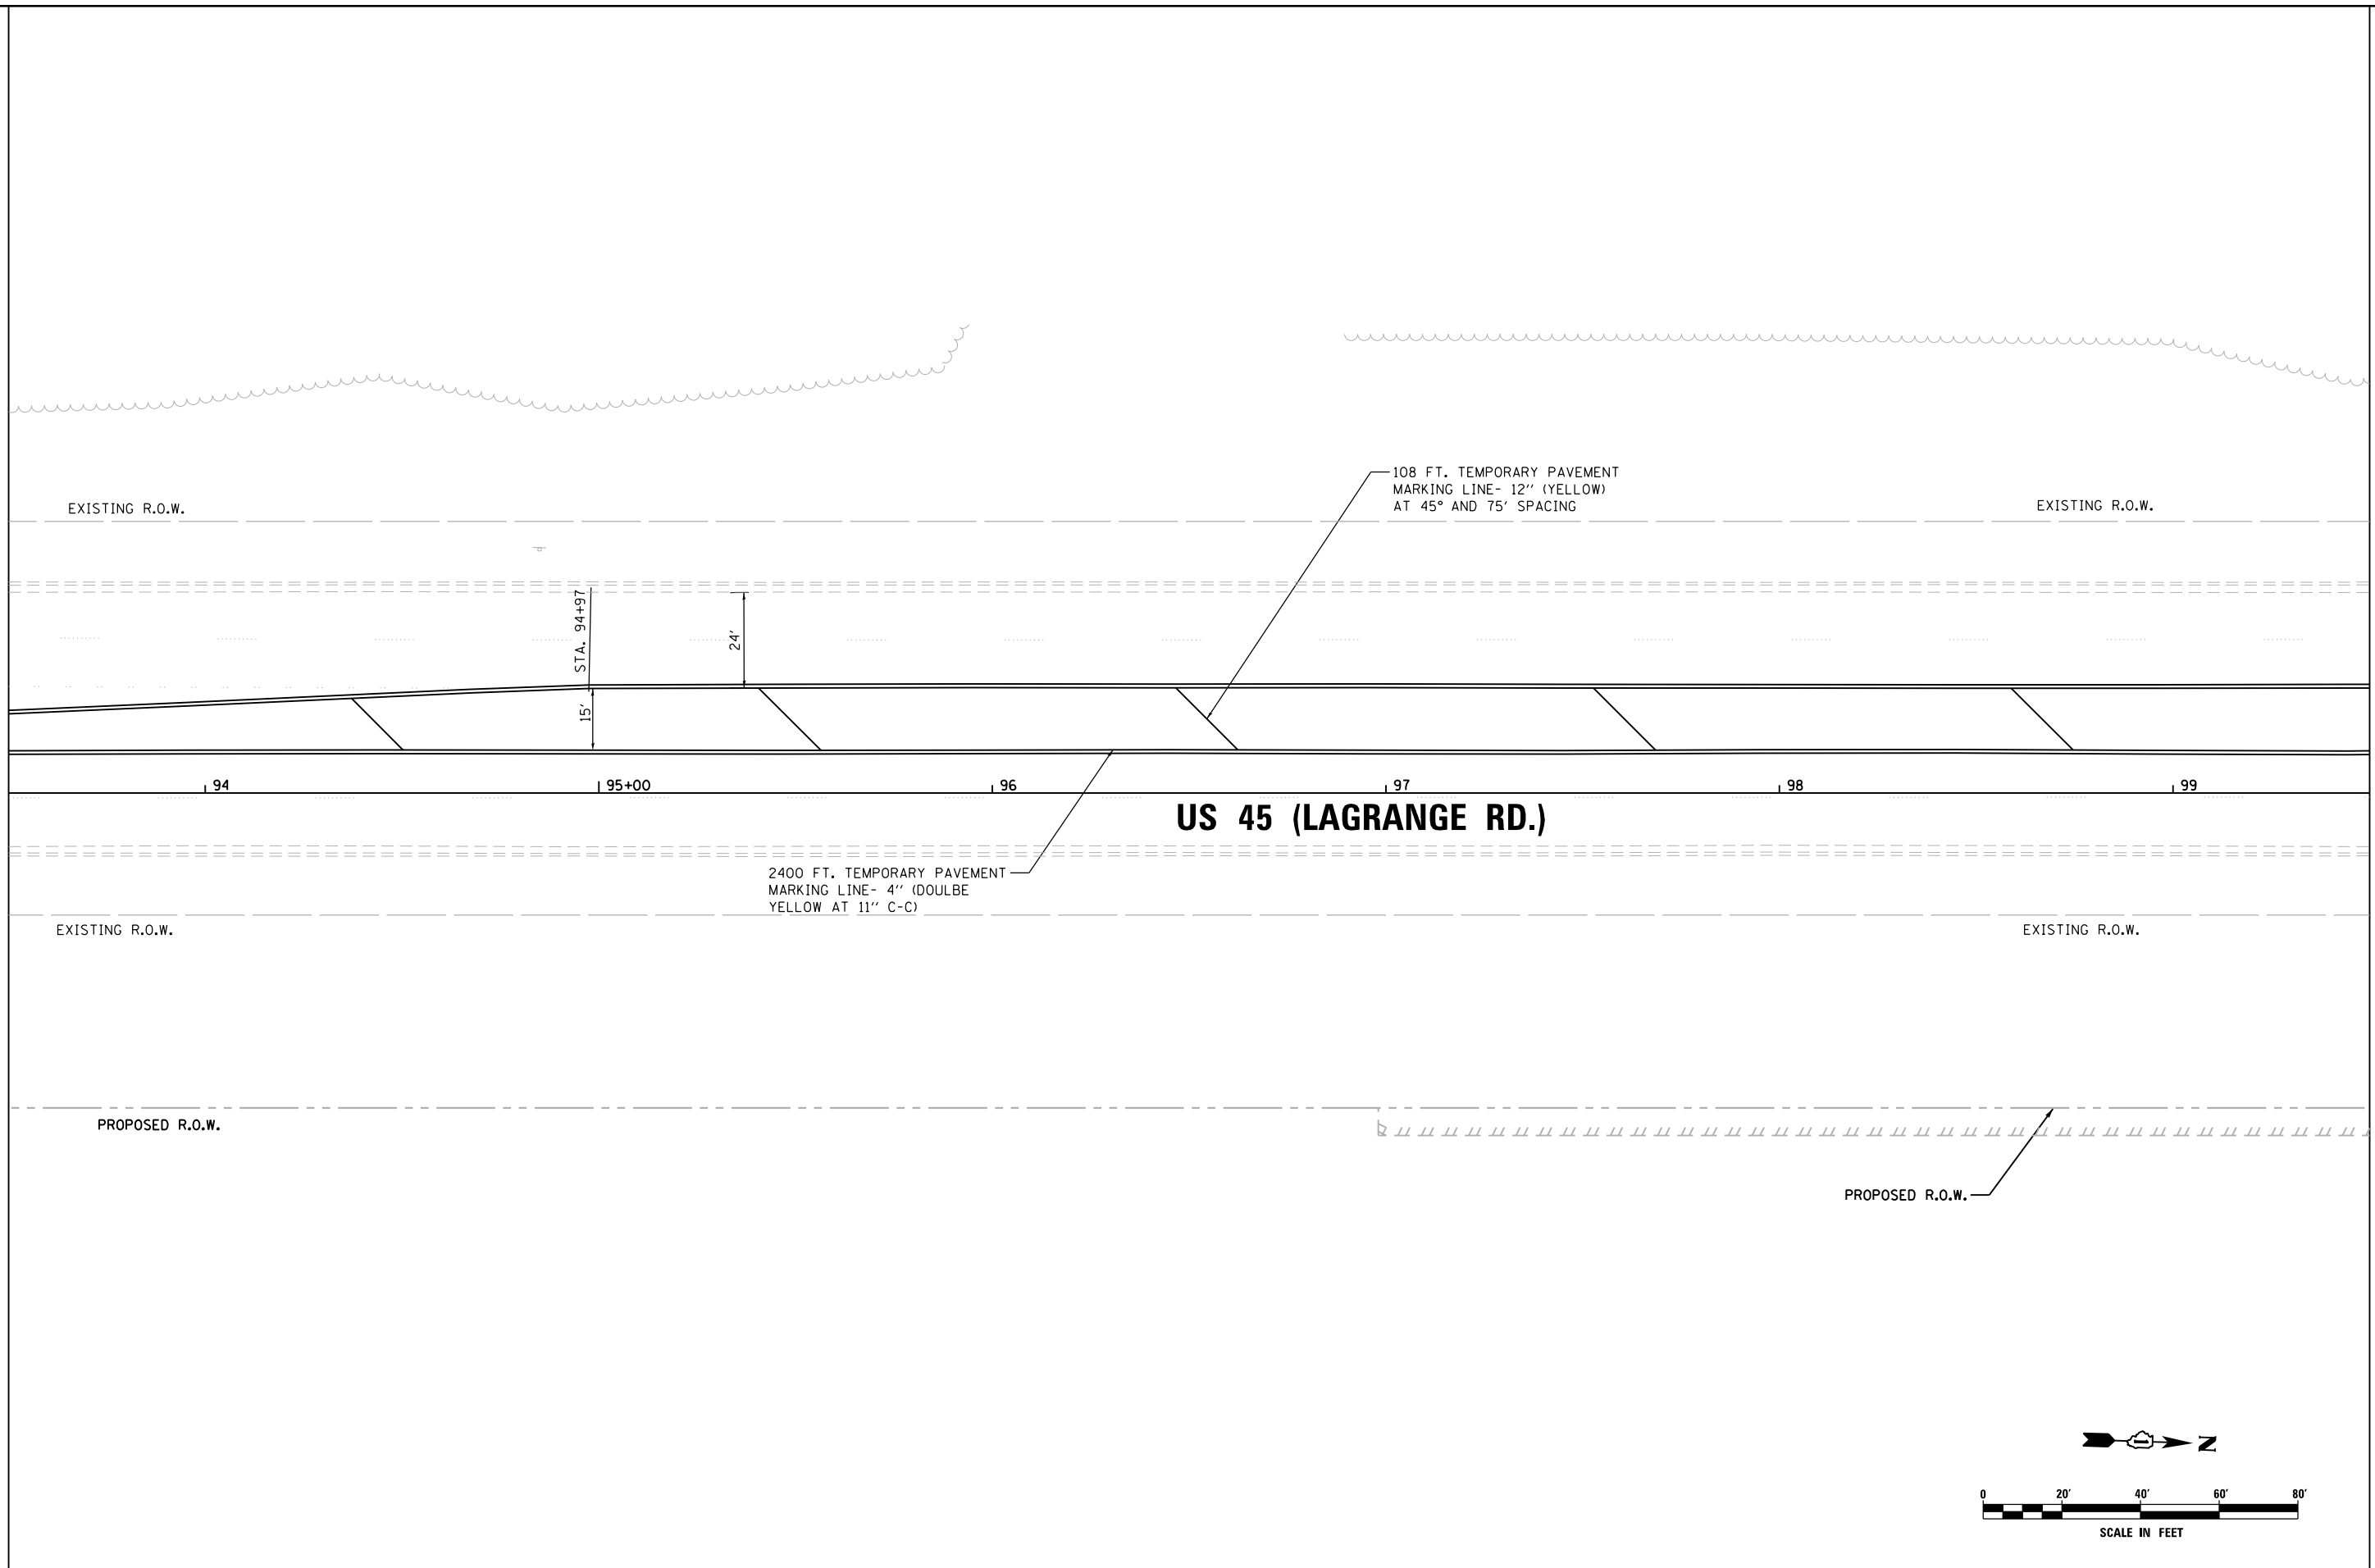 108 FT. TEMPORARY PAVEMENT
MARKING LINE- 12'' (YELLOW)
AT 45° AND 75' SPACING
EXISTING R.O.W.
EXISTING R.O.W.
STA. 94+97
24'
15'
94
95+00
96
97
98
99
US 45 (LAGRANGE RD.)
2400 FT. TEMPORARY PAVEMENT
MARKING LINE- 4'' (DOULBE
YELLOW AT 11'' C-C)
EXISTING R.O.W.
EXISTING R.O.W.
PROPOSED R.O.W.
PROPOSED R.O.W.
N
0 20' 40' 60' 80'
SCALE IN FEET